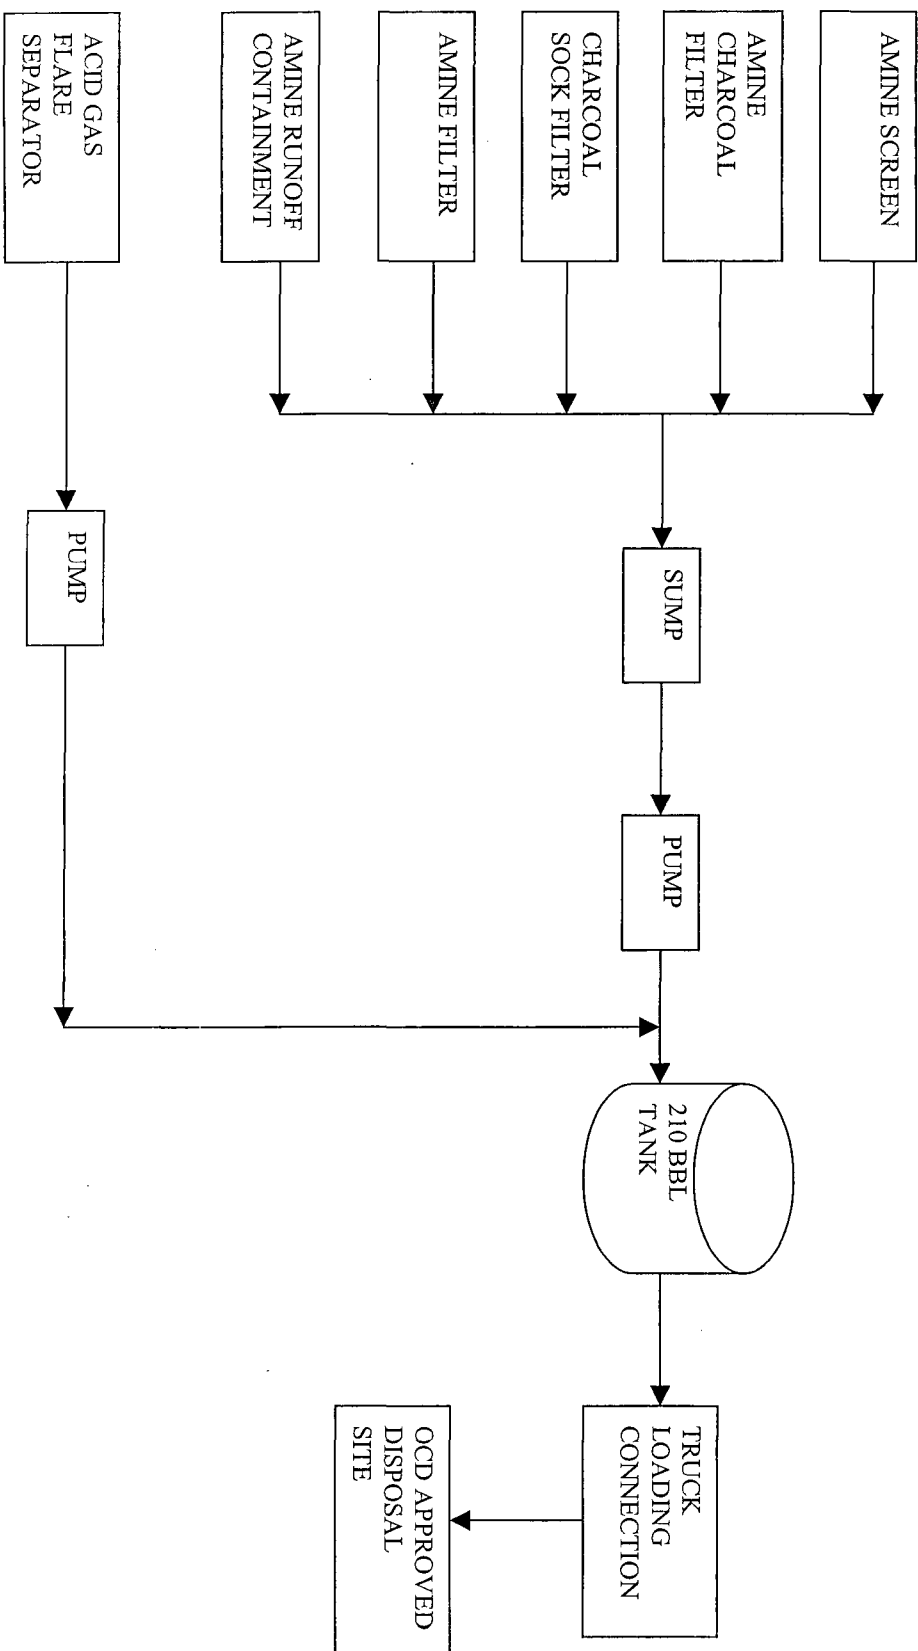 AMINE SCREEN
AMINE
CHARCOAL
FILTER
CHARCOAL
SOCK FILTER
AMINE FILTER
AMINE RUNOFF
CONTAINMENT
ACID GAS
FLARE
SEPARATOR
SUMP
PUMP
PUMP
210 BBL
TANK
TRUCK
LOADING
CONNECTION
OCD APPROVED
DISPOSAL
SITE